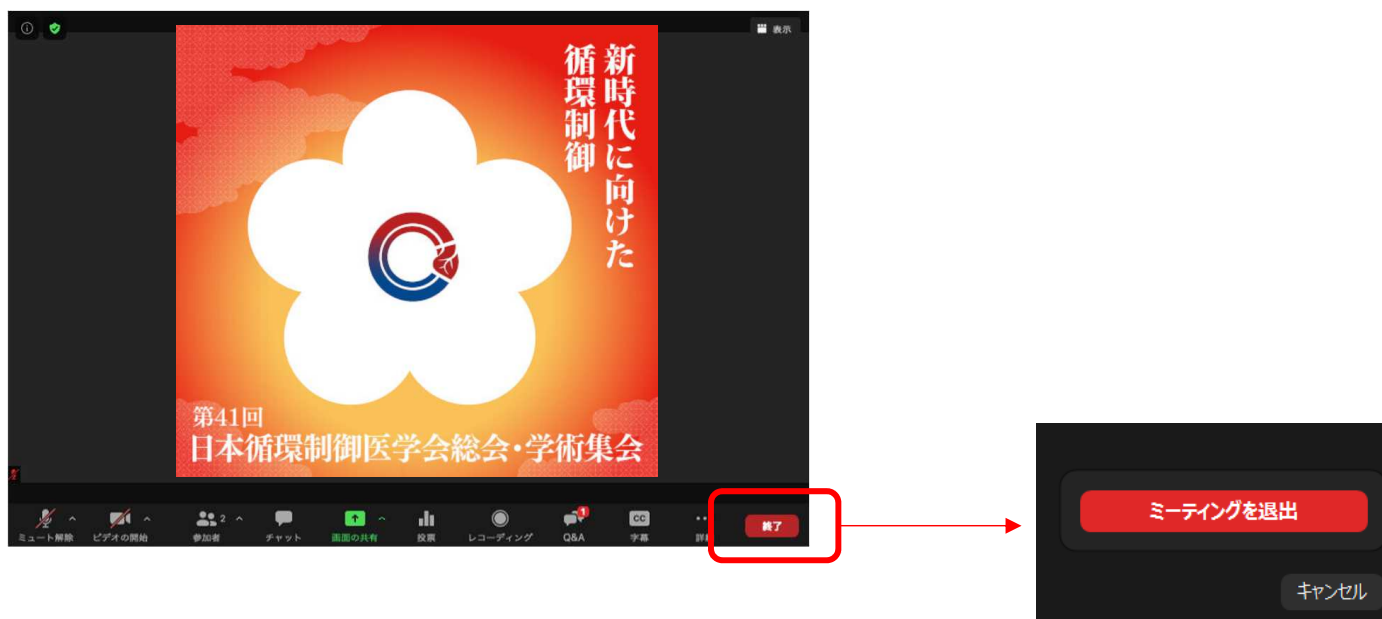 表示
新時代に向けた
循環制御
第41回
日本循環制御医学会総会・学術集会
ミュート解除
ビデオの開始
2
参加者
チャット
画面の共有
投票
レコーディング
1
Q&A
CC
字幕
終了
ミーティングを退出
キャンセル